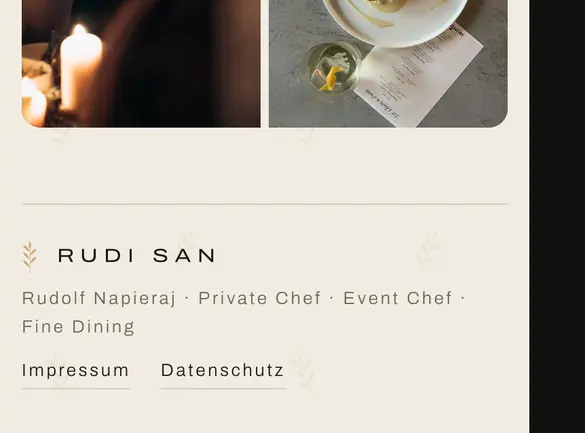 RUDI SAN
Rudolf Napieraj · Private Chef · Event Chef ·
Fine Dining
Impressum Datenschutz